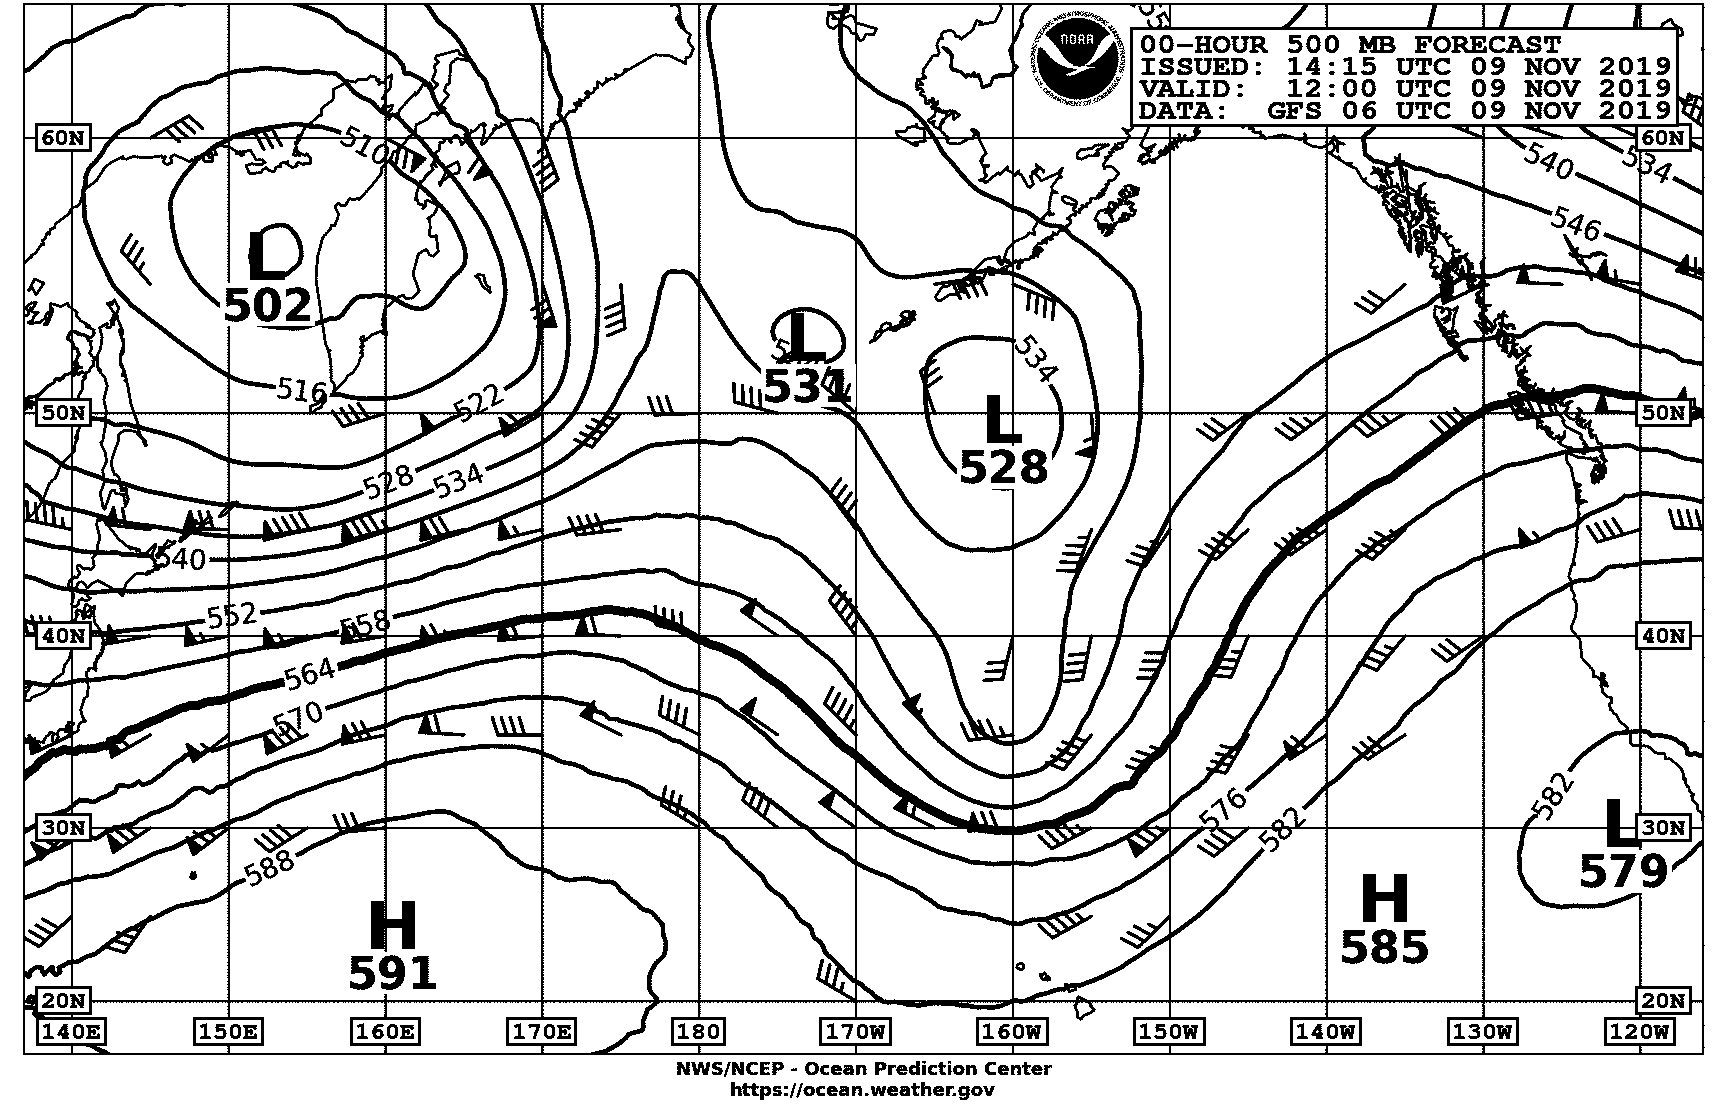 NOAA
00-HOUR 500 MB FORECAST
ISSUED: 14:15 UTC 09 NOV 2019
VALID: 12:00 UTC 09 NOV 2019
DATA: GFS 06 UTC 09 NOV 2019
60N 510 60N
540 534
546
L
502
L
531
534
516 522
L
528
50N 50N
528 534
540
552 558
40N 40N
564
570
582
576 582
L
579
30N 30N
588
H
591
H
585
20N 20N
140E 150E 160E 170E 180 170W 160W 150W 140W 130W 120W
NWS/NCEP - Ocean Prediction Center
https://ocean.weather.gov